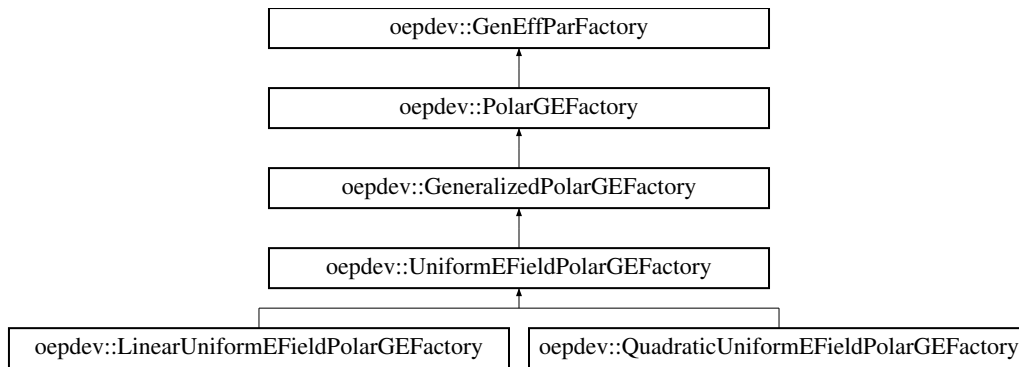 oepdev::GenEffParFactory
oepdev::PolarGEFactory
oepdev::GeneralizedPolarGEFactory
oepdev::UniformEFieldPolarGEFactory
oepdev::LinearUniformEFieldPolarGEFactory
oepdev::QuadraticUniformEFieldPolarGEFactory